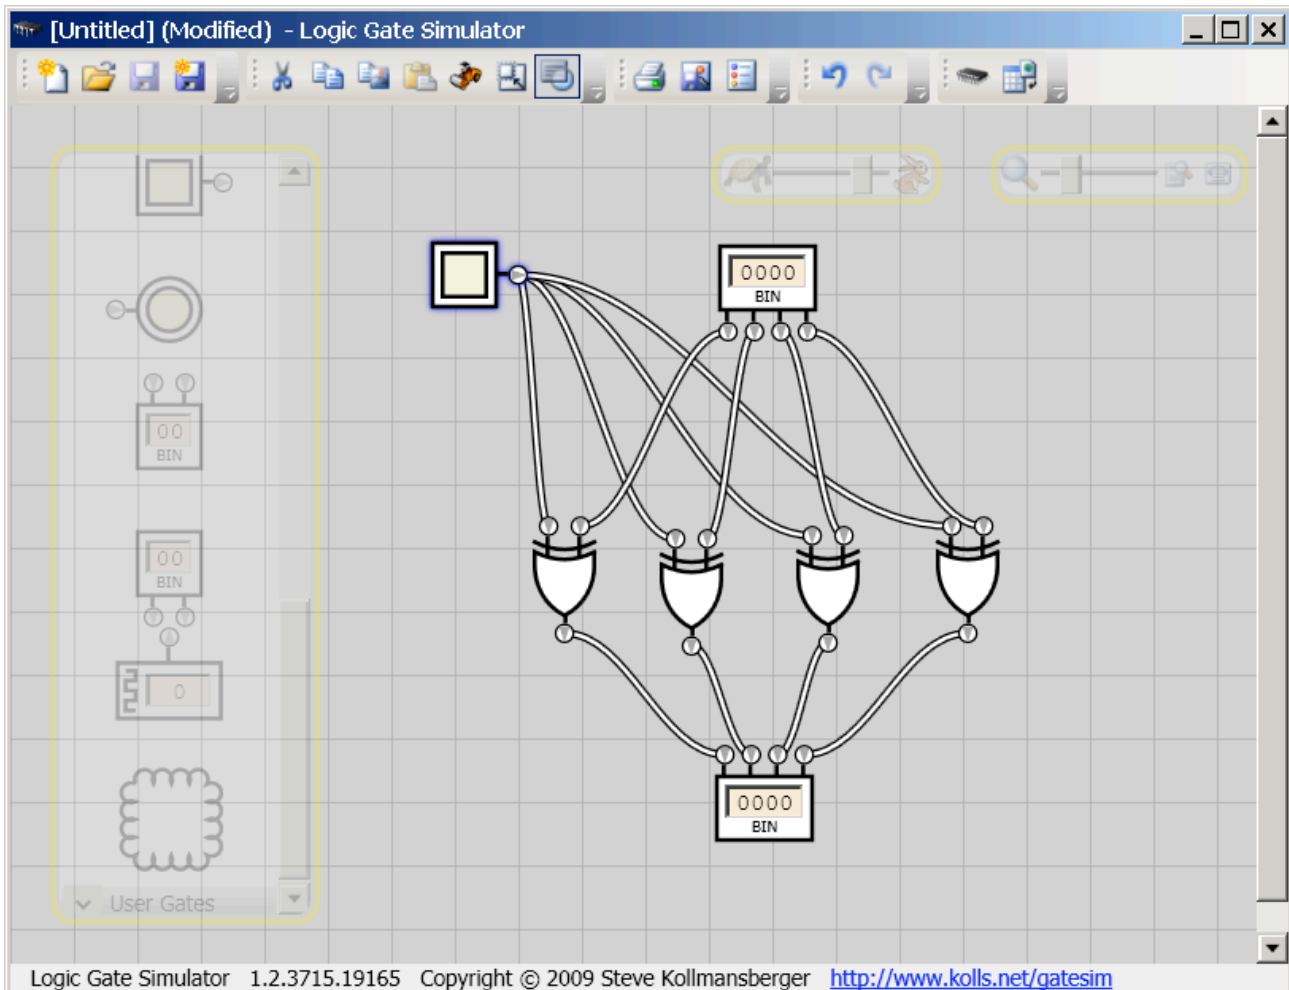 [Untitled] (Modified)  - Logic Gate Simulator
0000
BIN
00
BIN
00
BIN
0
0000
BIN
User Gates
Logic Gate Simulator 1.2.3715.19165 Copyright © 2009 Steve Kollmansberger http://www.kolls.net/gatesim